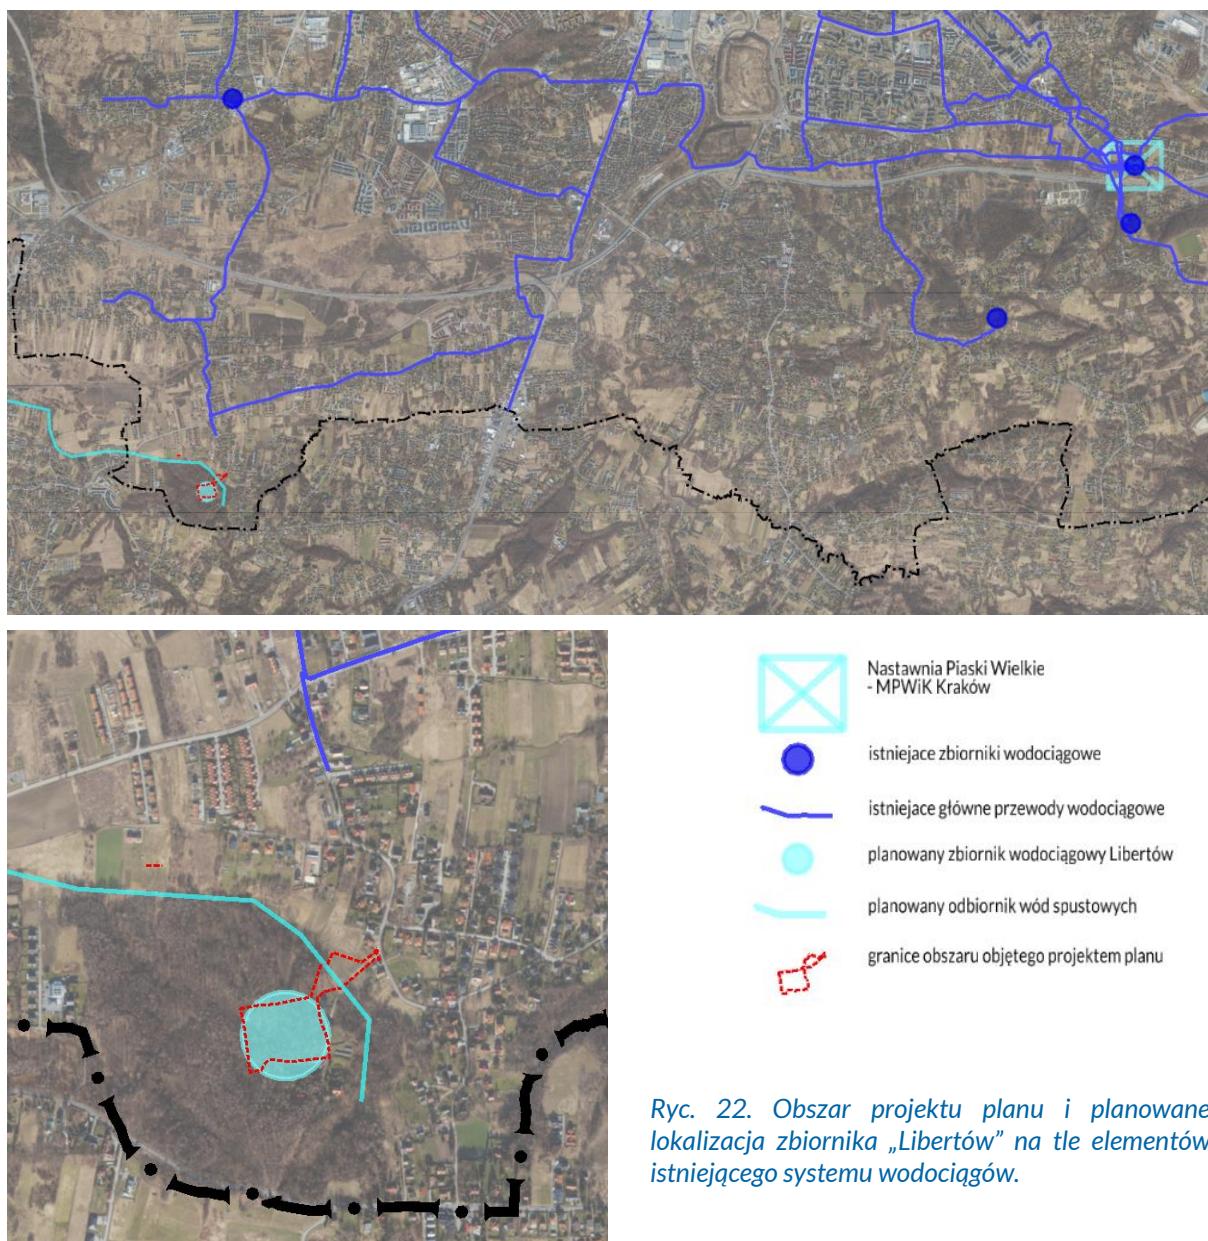 Nastawnia Piaski Wielkie
- MPWiK Kraków
istniejace zbiorniki wodociągowe
istniejace główne przewody wodociągowe
planowany zbiornik wodociągowy Libertów
planowany odbiornik wód spustowych
granice obszaru objętego projektem planu
Ryc. 22. Obszar projektu planu i planowane
lokalizacja zbiornika „Libertów” na tle elementów
istniejącego systemu wodociągów.